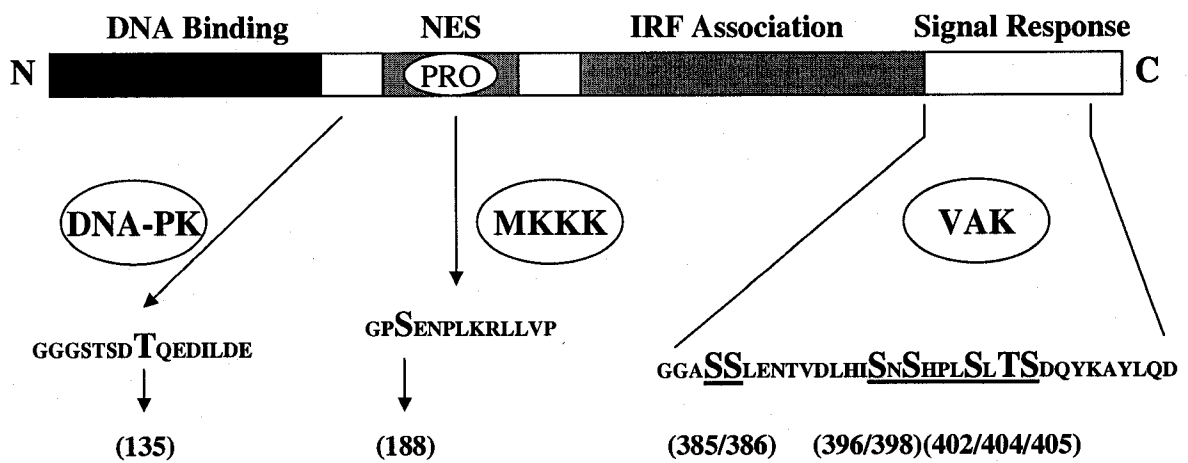 DNA Binding NES IRF Association Signal Response
N PRO C
DNA-PK MKKK VAK
GGGSTSDTQEDILDE
GPSENPLKRLLVP
GGASSLENTVDLHISNSHPLSLTSDQYKAYLQD
(135) (188) (385/386) (396/398)(402/404/405)